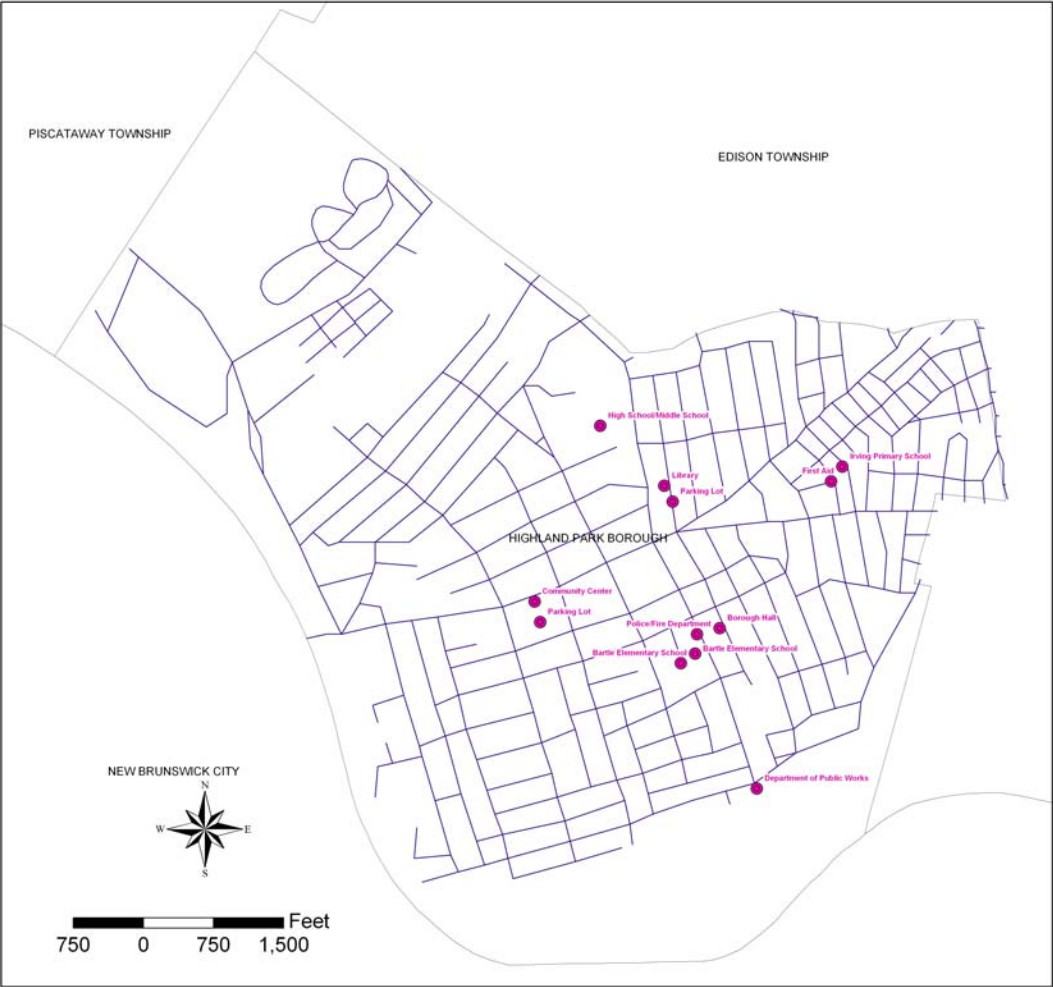 PISCATAWAY TOWNSHIP
EDISON TOWNSHIP
High School/Middle School
Irving Primary School
First Aid
Library
Parking Lot
HIGHLAND PARK BOROUGH
Community Center
Parking Lot
Borough Hall
Police/Fire Department
Bartle Elementary School
Bartle Elementary School
NEW BRUNSWICK CITY
Department of Public Works
N
W E
S
Feet
750 0 750 1,500